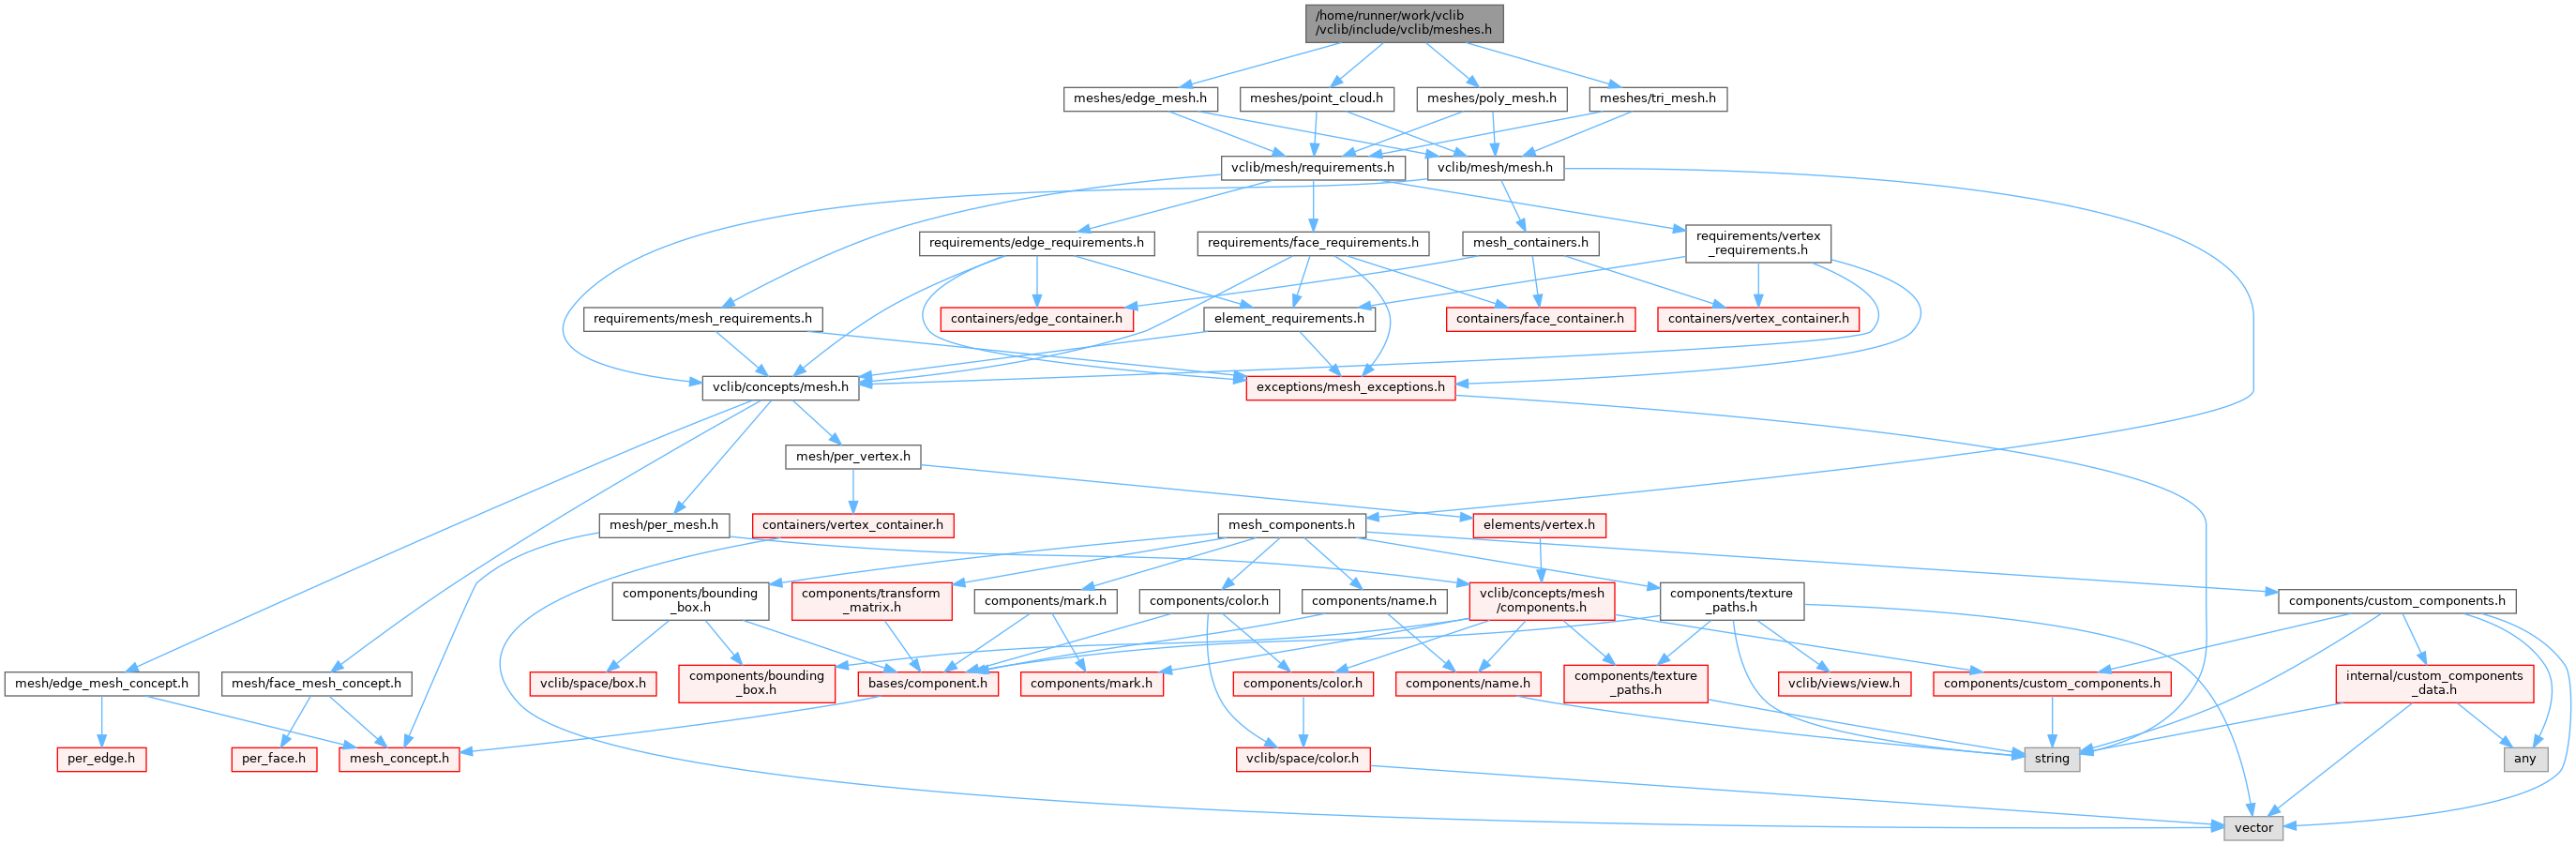 /home/runner/work/vclib
/vclib/include/vclib/meshes.h
meshes/edge_mesh.h
meshes/point_cloud.h
meshes/poly_mesh.h
meshes/tri_mesh.h
vclib/mesh/requirements.h
vclib/mesh/mesh.h
requirements/edge_requirements.h
requirements/face_requirements.h
mesh_containers.h
requirements/vertex
_requirements.h
requirements/mesh_requirements.h
containers/edge_container.h
element_requirements.h
containers/face_container.h
containers/vertex_container.h
vclib/concepts/mesh.h
exceptions/mesh_exceptions.h
mesh/per_vertex.h
mesh/per_mesh.h
containers/vertex_container.h
mesh_components.h
elements/vertex.h
components/bounding
_box.h
components/transform
_matrix.h
components/mark.h
components/color.h
components/name.h
vclib/concepts/mesh
/components.h
components/texture
_paths.h
components/custom_components.h
mesh/edge_mesh_concept.h
mesh/face_mesh_concept.h
vclib/space/box.h
components/bounding
_box.h
bases/component.h
components/mark.h
components/color.h
components/name.h
components/texture
_paths.h
vclib/views/view.h
components/custom_components.h
internal/custom_components
_data.h
per_edge.h
per_face.h
mesh_concept.h
vclib/space/color.h
string
any
vector